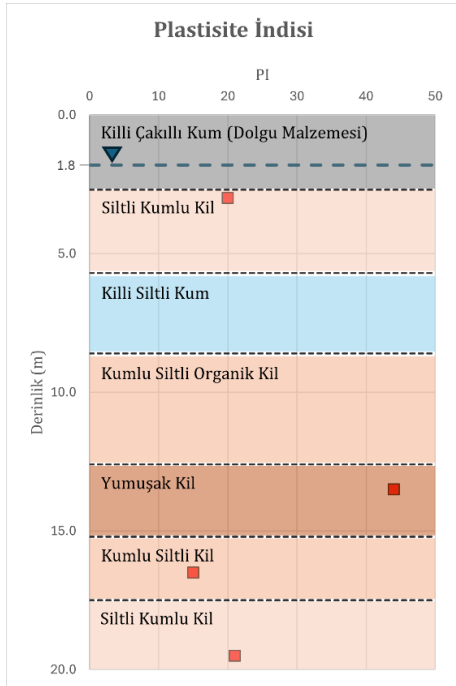 Plastisite İndisi
PI
0 10 20 30 40 50
0.0
Killi Çakıllı Kum (Dolgu Malzemesi)
1.8
Siltli Kumlu Kil
5.0
Killi Siltli Kum
Kumlu Siltli Organik Kil
Derinlik (m)
10.0
Yumuşak Kil
15.0
Kumlu Siltli Kil
Siltli Kumlu Kil
20.0